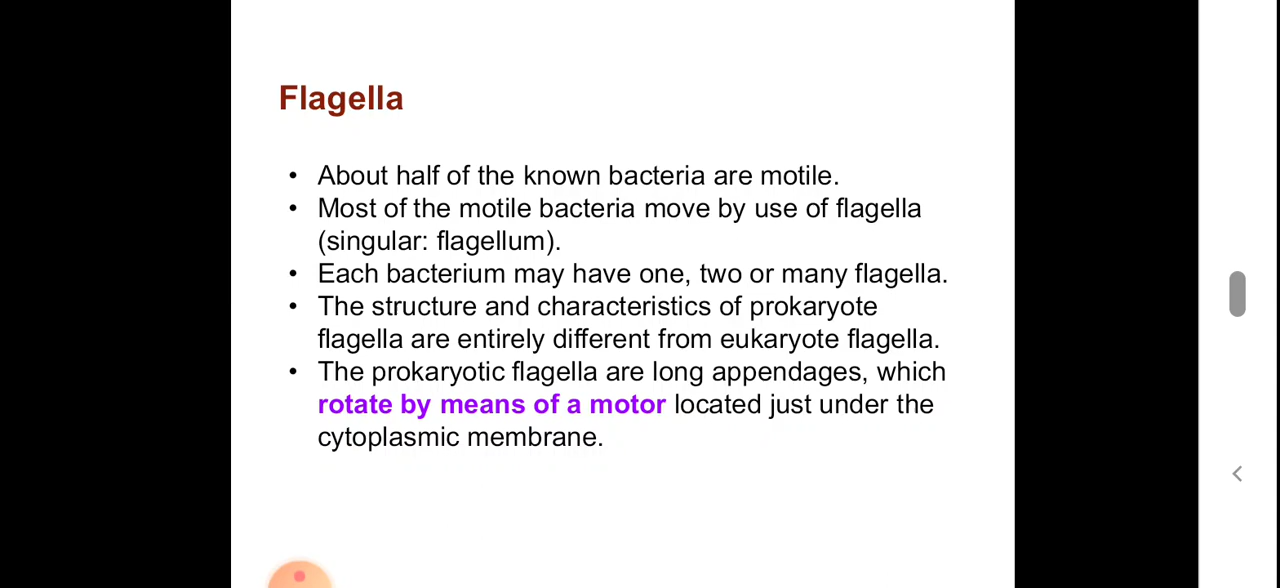 Flagella
• About half of the known bacteria are motile.
• Most of the motile bacteria move by use of flagella
(singular: flagellum).
• Each bacterium may have one, two or many flagella.
• The structure and characteristics of prokaryote
flagella are entirely different from eukaryote flagella.
• The prokaryotic flagella are long appendages, which
rotate by means of a motor located just under the
cytoplasmic membrane.